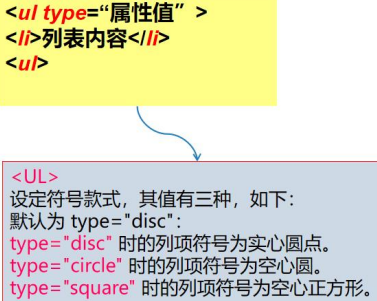 <ul type=“属性值” >
<li>列表内容</li>
<ul>
<UL>
设定符号款式，其值有三种，如下：
默认为 type="disc"：
type="disc" 时的列项符号为实心圆点。
type="circle" 时的列项符号为空心圆。
type="square" 时的列项符号为空心正方形。